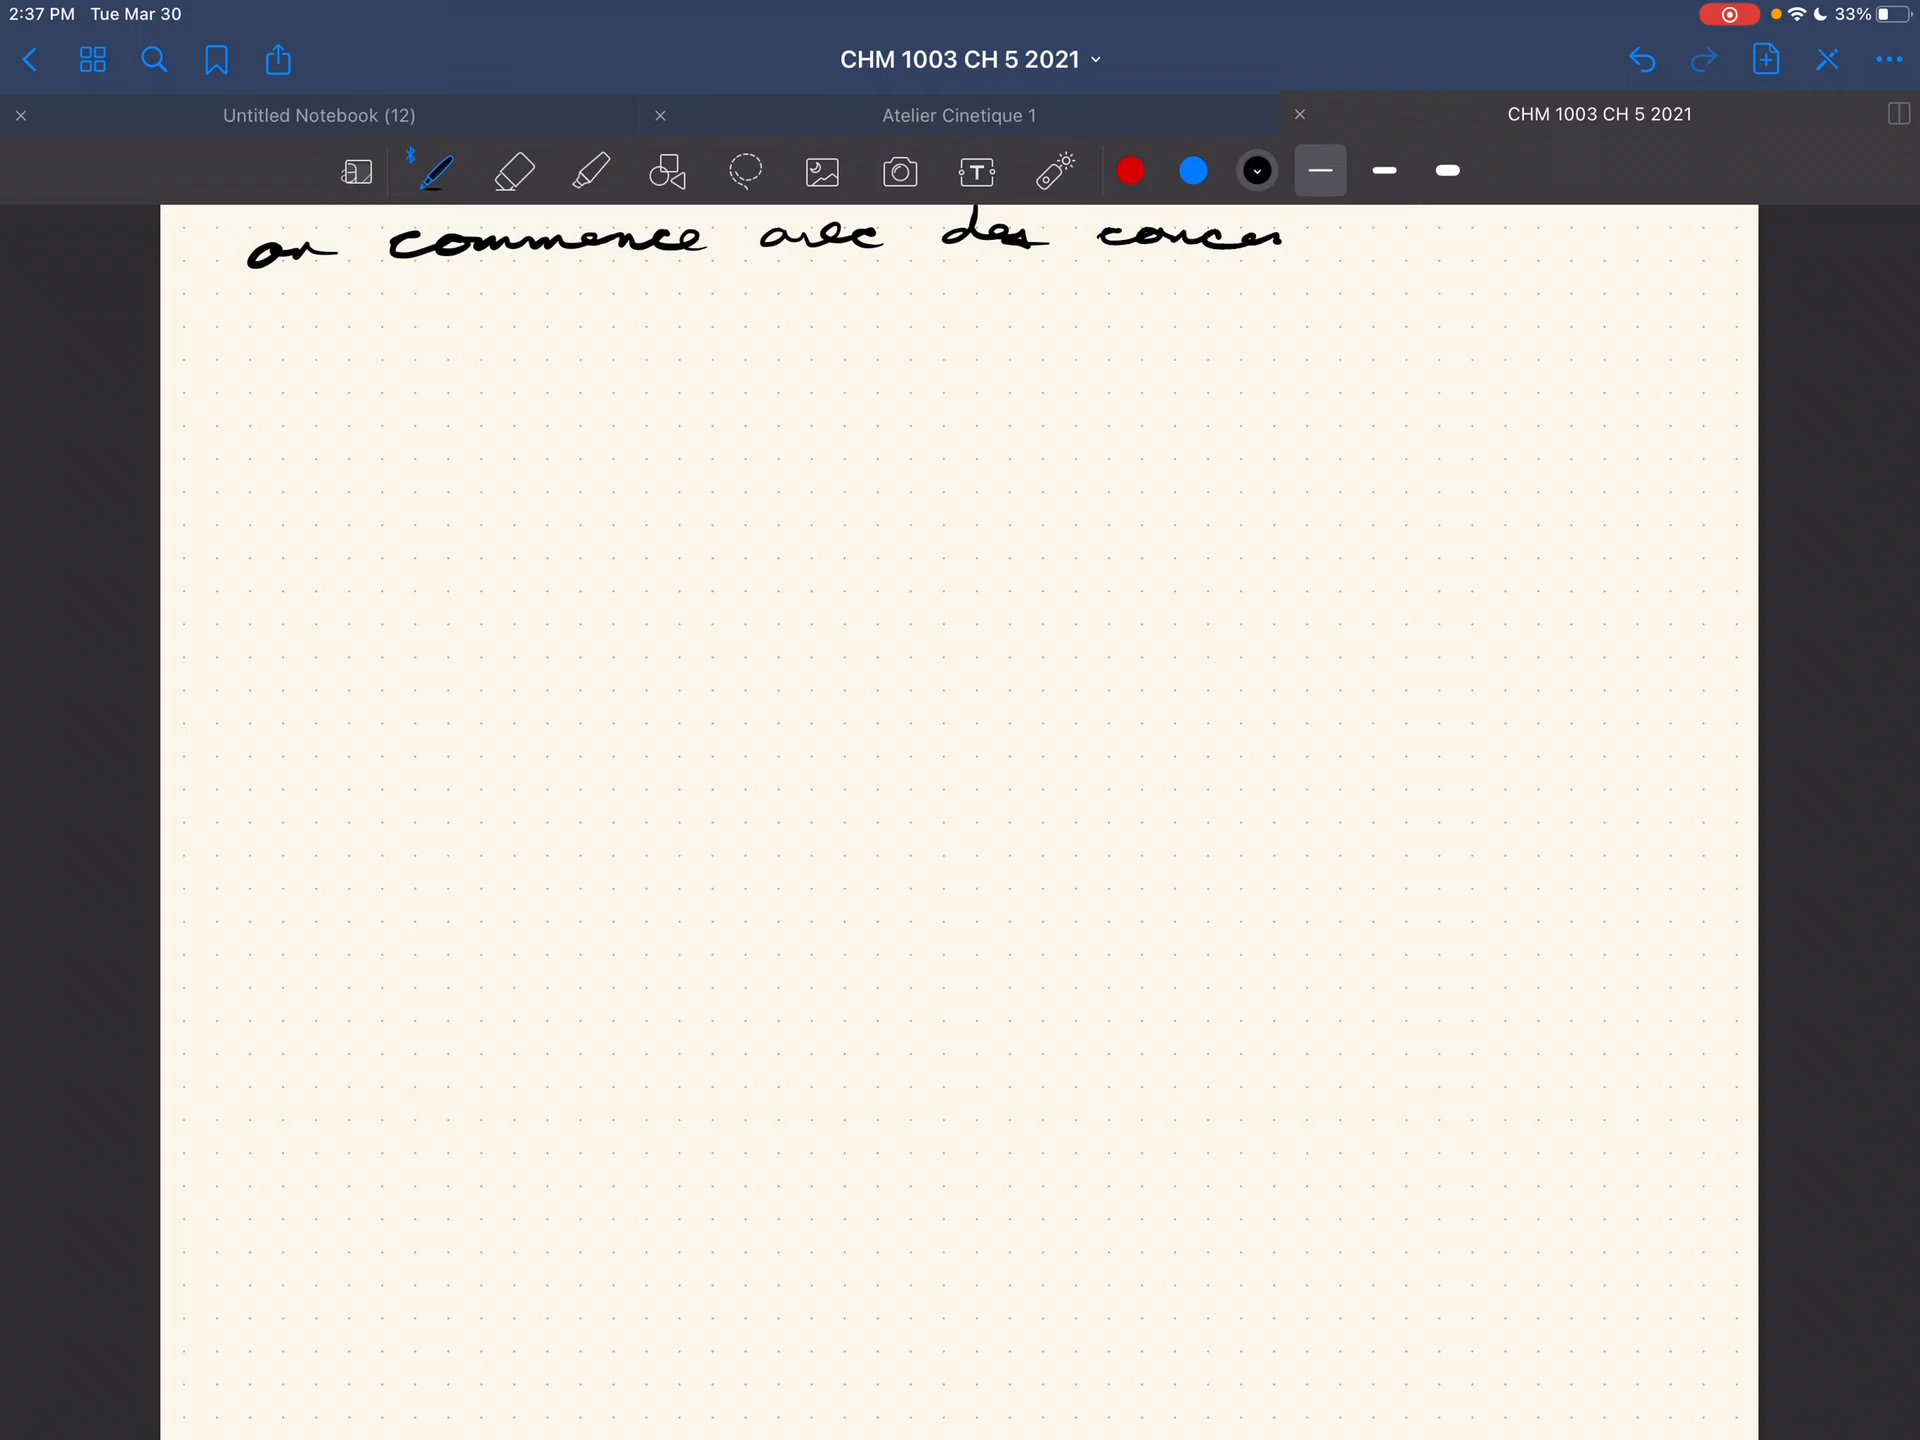 2:37 PM Tue Mar 30
33%
CHM 1003 CH 5 2021
Untitled Notebook (12)
Atelier Cinetique 1
CHM 1003 CH 5 2021
T
on commence avec des concen